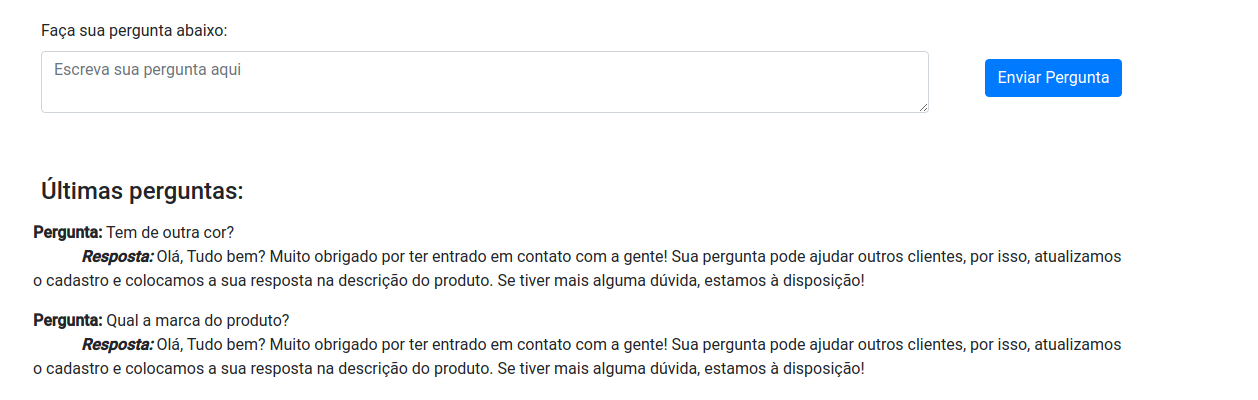 Faça sua pergunta abaixo:
Escreva sua pergunta aqui
Enviar Pergunta
Últimas perguntas:
Pergunta: Tem de outra cor?
Resposta: Olá, Tudo bem? Muito obrigado por ter entrado em contato com a gente! Sua pergunta pode ajudar outros clientes, por isso, atualizamos
o cadastro e colocamos a sua resposta na descrição do produto. Se tiver mais alguma dúvida, estamos à disposição!
Pergunta: Qual a marca do produto?
Resposta: Olá, Tudo bem? Muito obrigado por ter entrado em contato com a gente! Sua pergunta pode ajudar outros clientes, por isso, atualizamos
o cadastro e colocamos a sua resposta na descrição do produto. Se tiver mais alguma dúvida, estamos à disposição!